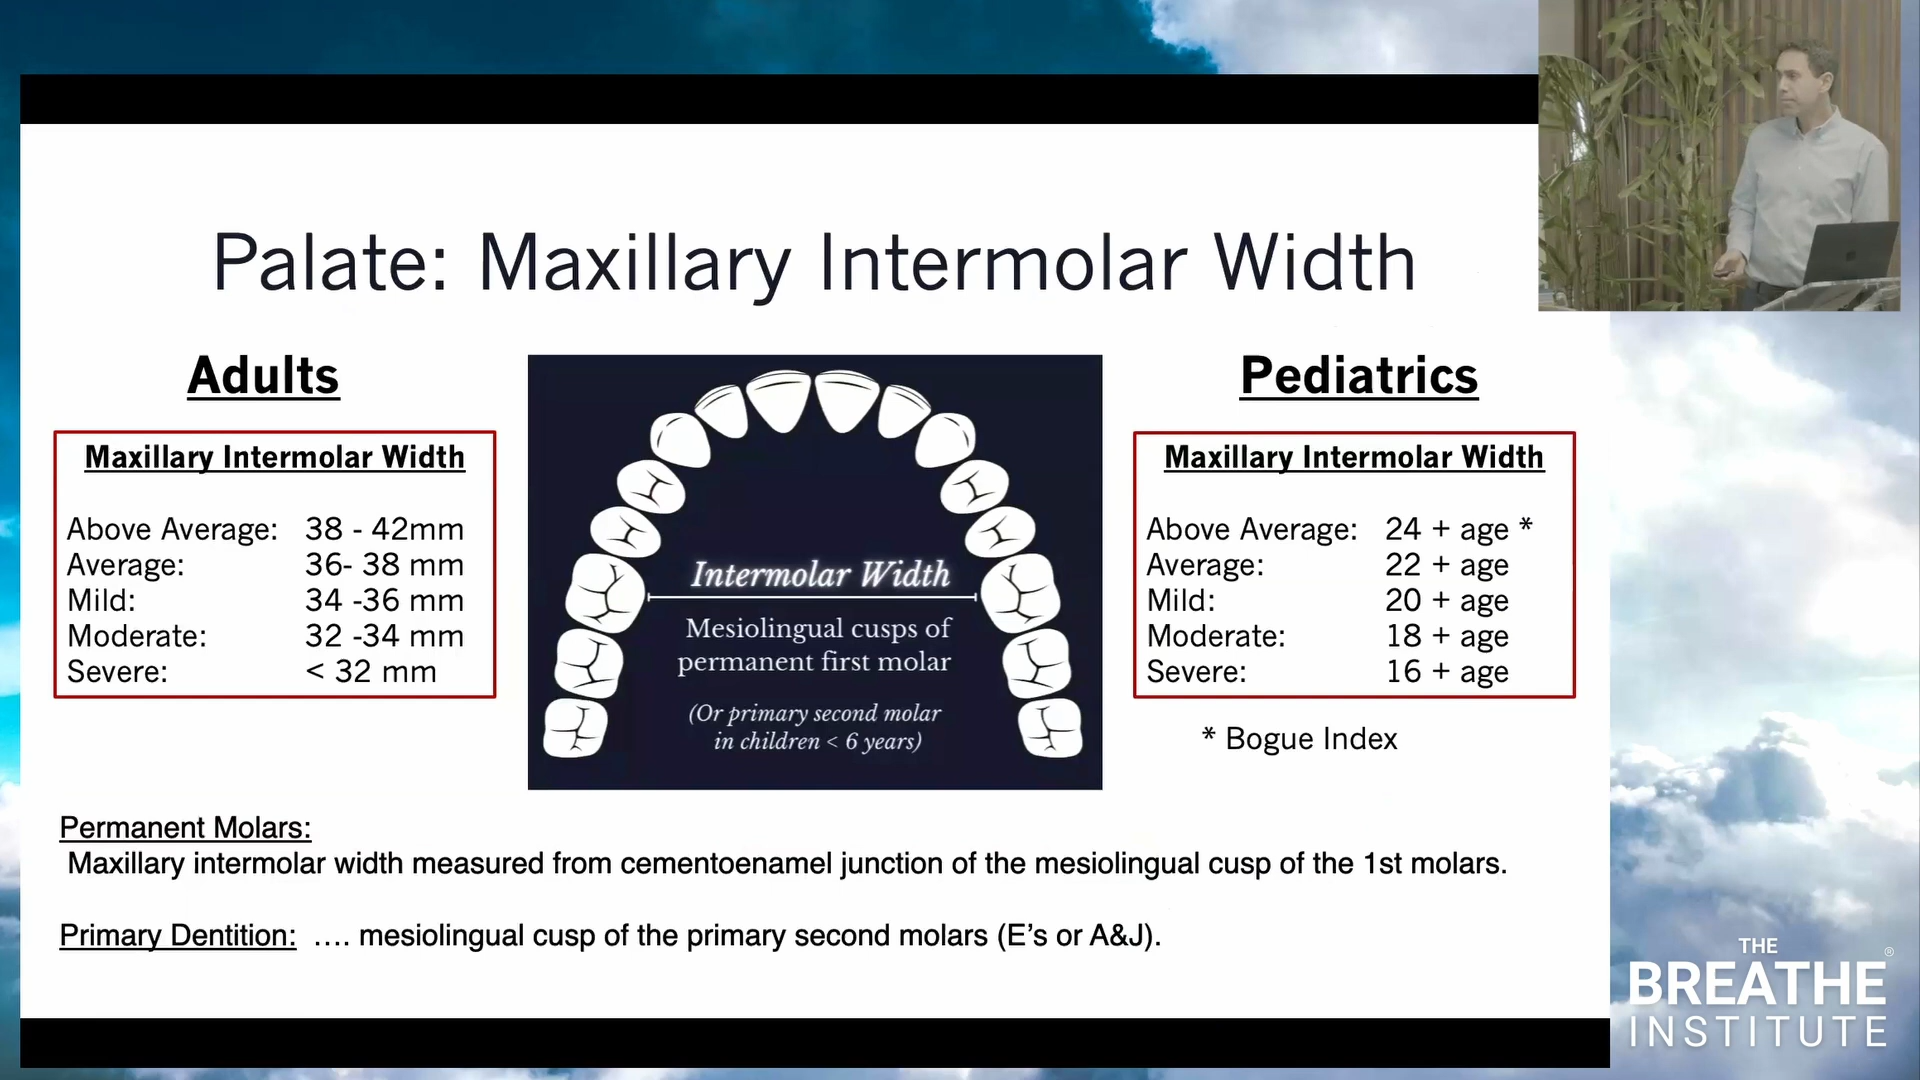 Palate: Maxillary Intermolar Width
Adults
Maxillary Intermolar Width
Above Average: 38 - 42mm
Average: 36- 38 mm
Mild: 34 -36 mm
Moderate: 32 -34 mm
Severe: < 32 mm
Intermolar Width
Mesiolingual cusps of
permanent first molar
(Or primary second molar
in children < 6 years)
Pediatrics
Maxillary Intermolar Width
Above Average: 24 + age *
Average: 22 + age
Mild: 20 + age
Moderate: 18 + age
Severe: 16 + age
* Bogue Index
Permanent Molars:
Maxillary intermolar width measured from cementoenamel junction of the mesiolingual cusp of the 1st molars.
Primary Dentition: …. mesiolingual cusp of the primary second molars (E’s or A&J).
THE
BREATHE®
INSTITUTE